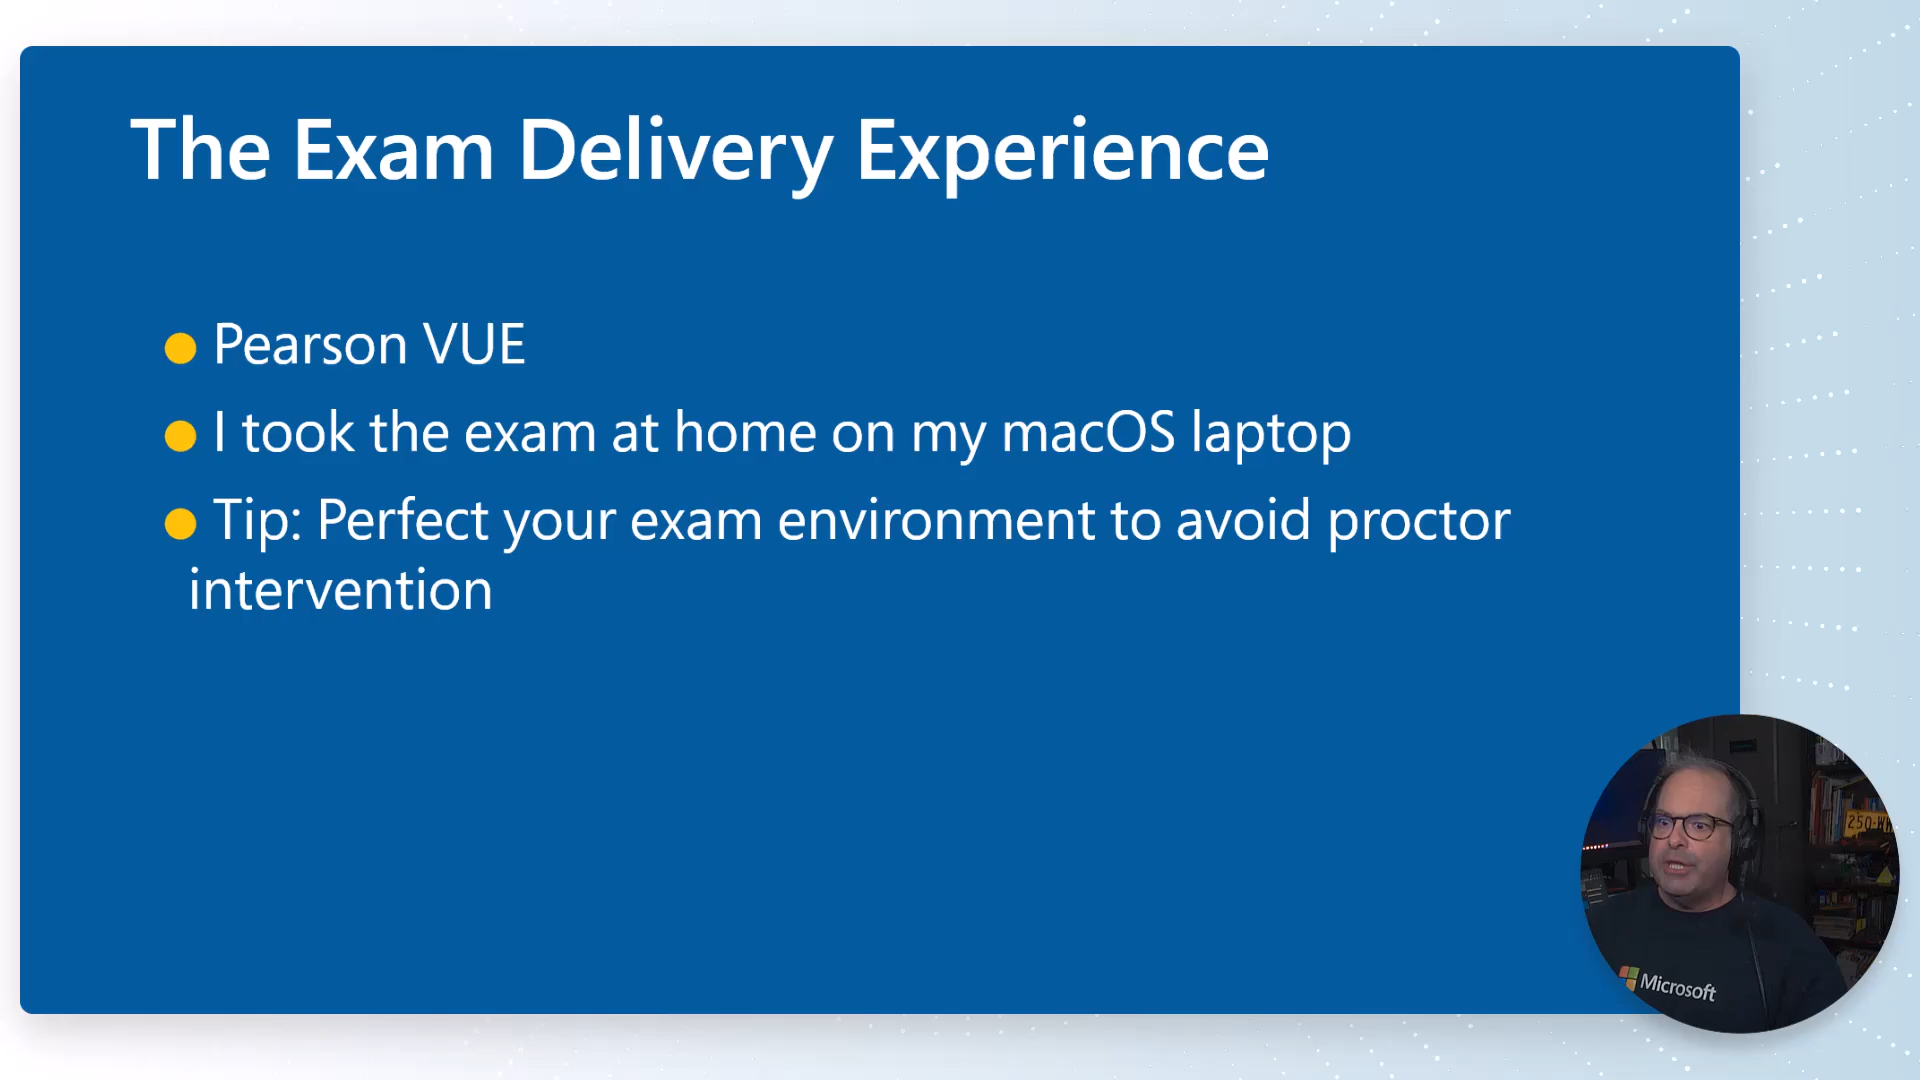 The Exam Delivery Experience
Pearson VUE
I took the exam at home on my macOS laptop
Tip: Perfect your exam environment to avoid proctor
intervention
250-W
Microsoft